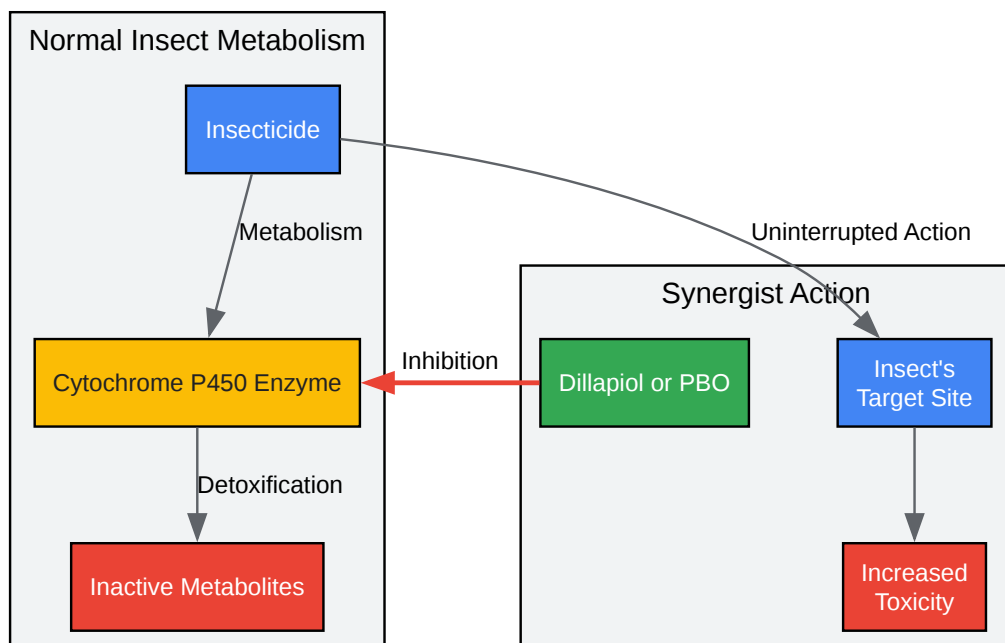 Normal Insect Metabolism
Insecticide
Metabolism
Uninterrupted Action
Synergist Action
Cytochrome P450 Enzyme
Inhibition
Dillapiol or PBO
Insect's
Target Site
Detoxification
Inactive Metabolites
Increased
Toxicity